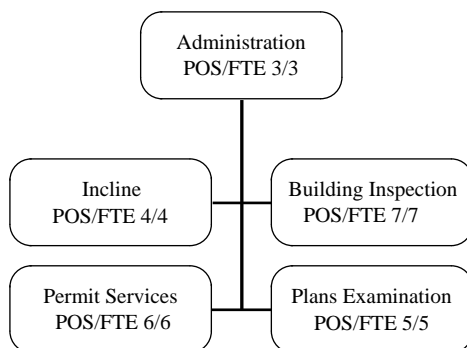 Administration
POS/FTE 3/3
Incline
POS/FTE 4/4
Building Inspection
POS/FTE 7/7
Permit Services
POS/FTE 6/6
Plans Examination
POS/FTE 5/5